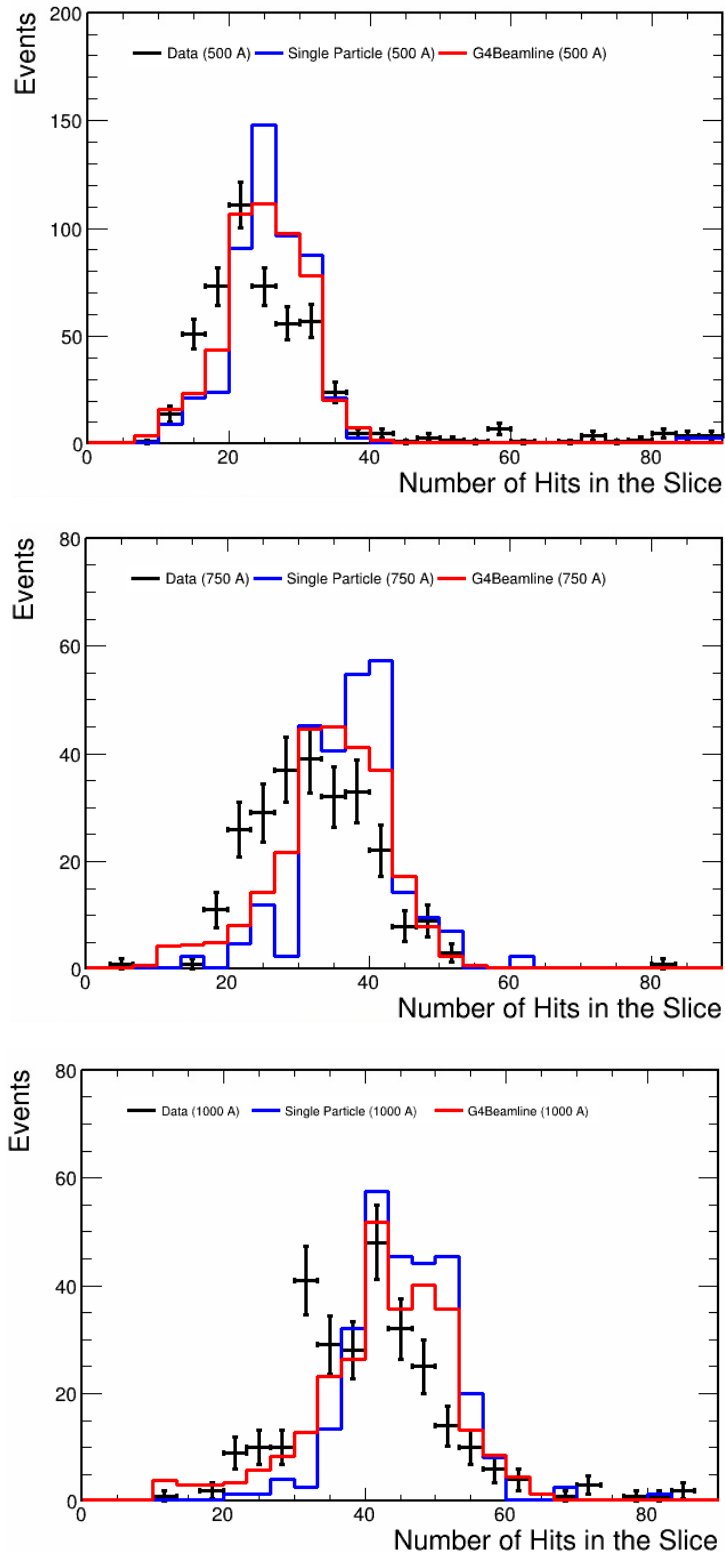 200
Events
Data (500 A) Single Particle (500 A) G4Beamline (500 A)
150
100
50
0
0 20 40 60 80
Number of Hits in the Slice
80
Events
Data (750 A) Single Particle (750 A) G4Beamline (750 A)
60
40
20
0
0 20 40 60 80
Number of Hits in the Slice
80
Events
Data (1000 A) Single Particle (1000 A) G4Beamline (1000 A)
60
40
20
0
0 20 40 60 80
Number of Hits in the Slice